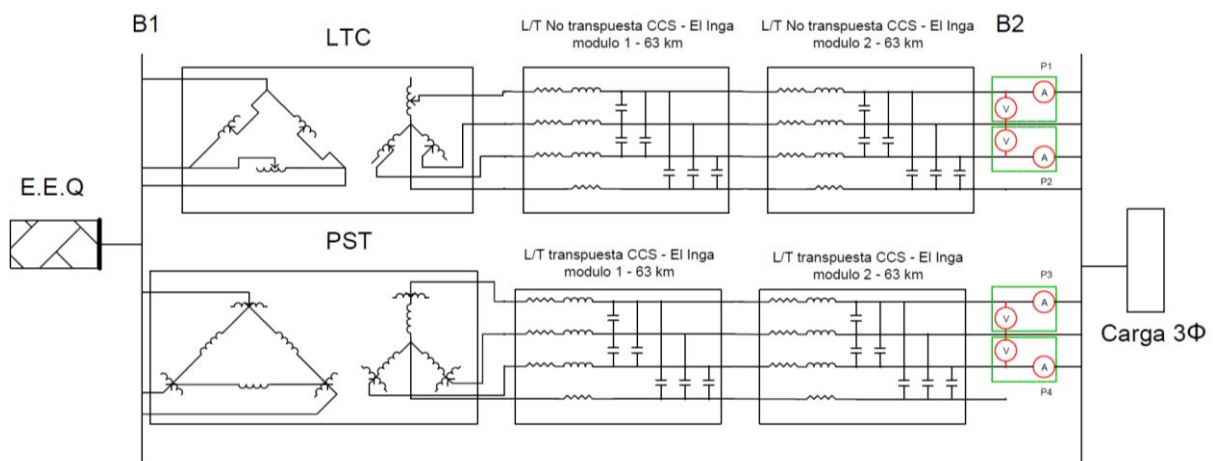 B1
LTC
L/T No transpuesta CCS - El Inga
modulo 1 - 63 km
L/T No transpuesta CCS - El Inga
modulo 2 - 63 km
B2
P1
A
V
V
A
P2
E.E.Q
PST
L/T transpuesta CCS - El Inga
modulo 1 - 63 km
L/T transpuesta CCS - El Inga
modulo 2 - 63 km
P3
A
V
V
A
P4
Carga 3Φ